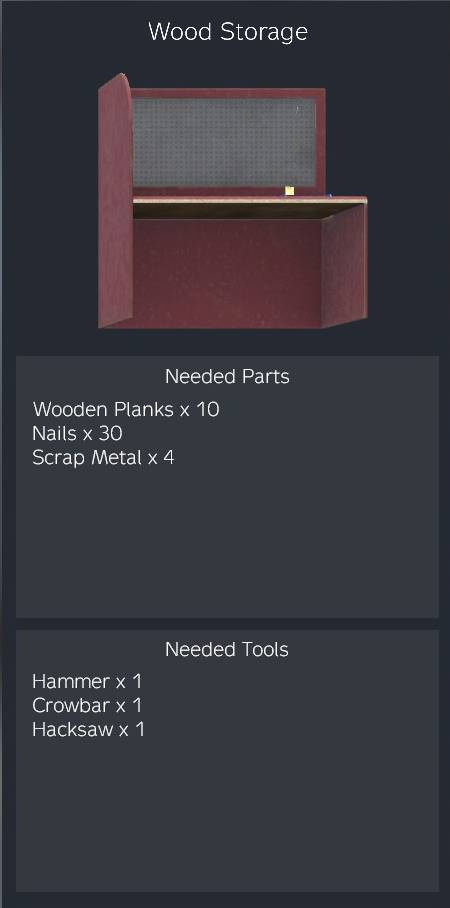 Wood Storage
Needed Parts
Wooden Planks x 10
Nails x 30
Scrap Metal x 4
Needed Tools
Hammer x 1
Crowbar x 1
Hacksaw x 1